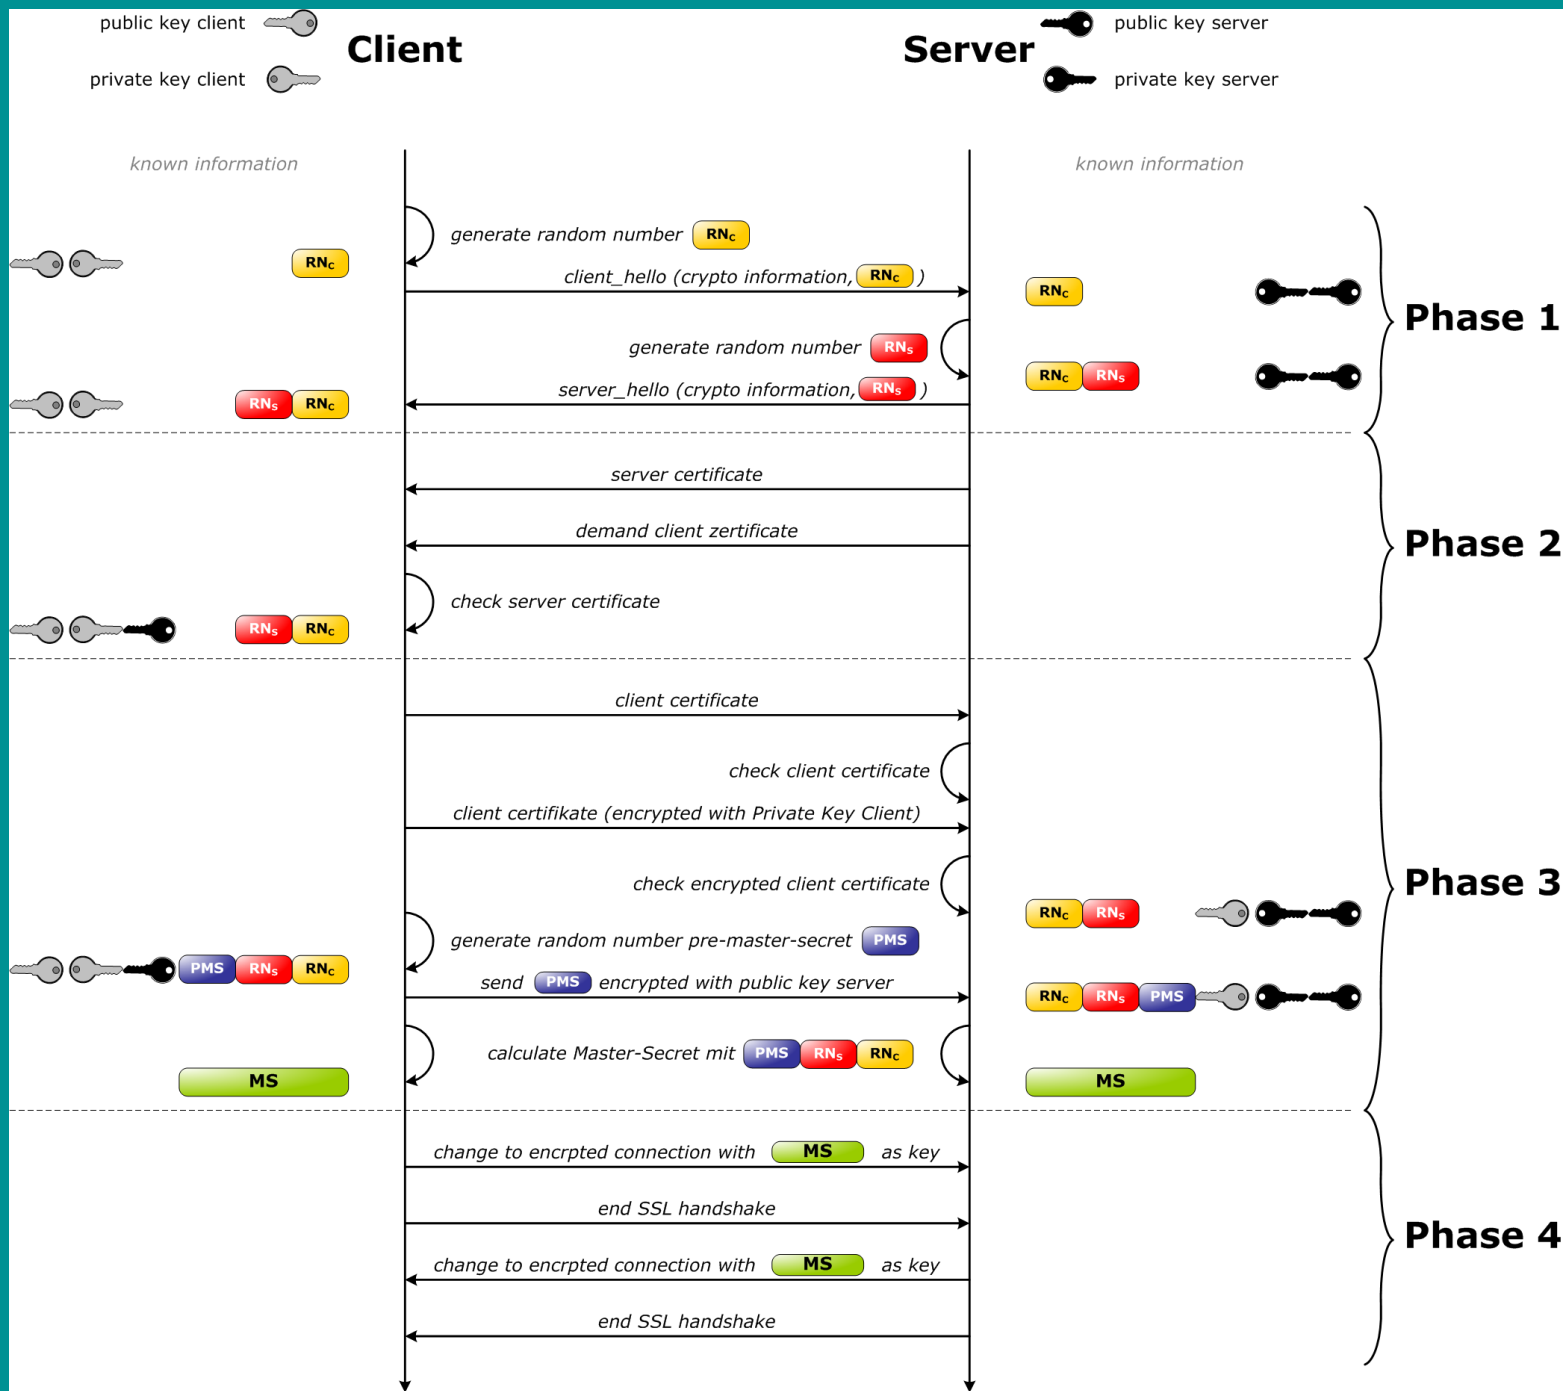 public key client
Client
Server
public key server
private key client
private key server
known information
known information
generate random number RNC
RNC
client_hello (crypto information, RNC )
RNC
Phase 1
generate random number RNS
RNC RNS
server_hello (crypto information, RNS )
RNS RNC
server certificate
demand client zertificate
Phase 2
check server certificate
RNS RNC
client certificate
check client certificate
client certifikate (encrypted with Private Key Client)
check encrypted client certificate
Phase 3
RNC RNS
generate random number pre-master-secret PMS
PMS RNS RNC
send PMS encrypted with public key server
RNC RNS PMS
calculate Master-Secret mit PMS RNS RNC
MS
MS
change to encrpted connection with MS as key
end SSL handshake
Phase 4
change to encrpted connection with MS as key
end SSL handshake